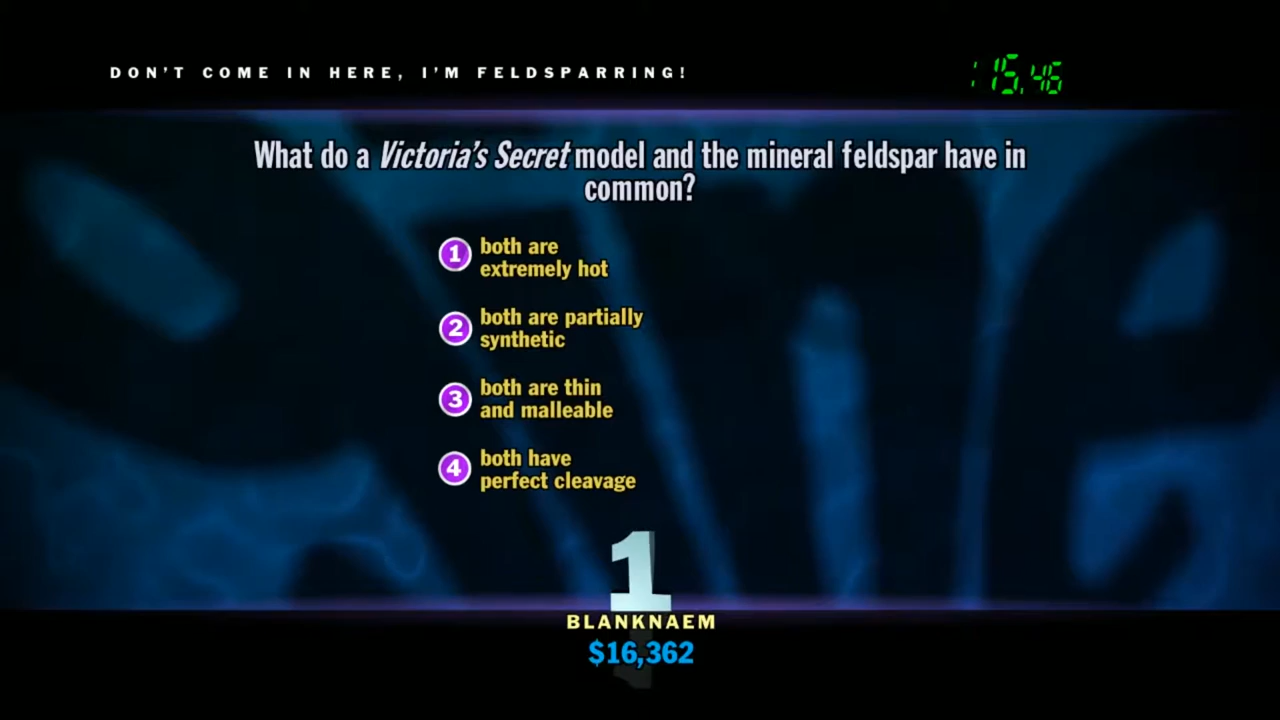 DON'T COME IN HERE, I'M FELDSPARRING!
:15.46
What do a Victoria's Secret model and the mineral feldspar have in
common?
1 both are
extremely hot
2 both are partially
synthetic
3 both are thin
and malleable
4 both have
perfect cleavage
1
BLANKNAEM
$16,362